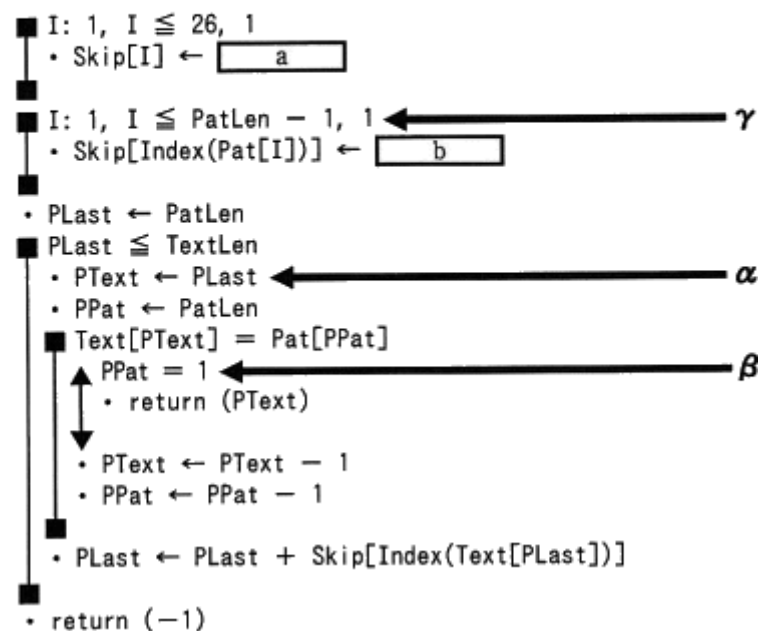 ■ I: 1, I ≦ 26, 1
・ Skip[I] ← a
■ I: 1, I ≦ PatLen － 1, 1 γ
・ Skip[Index(Pat[I])] ← b
・ PLast ← PatLen
■ PLast ≦ TextLen
・ PText ← PLast α
・ PPat ← PatLen
■ Text[PText] = Pat[PPat]
PPat = 1 β
・ return (PText)
・ PText ← PText － 1
・ PPat ← PPat － 1
・ PLast ← PLast + Skip[Index(Text[PLast])]
・ return (－1)